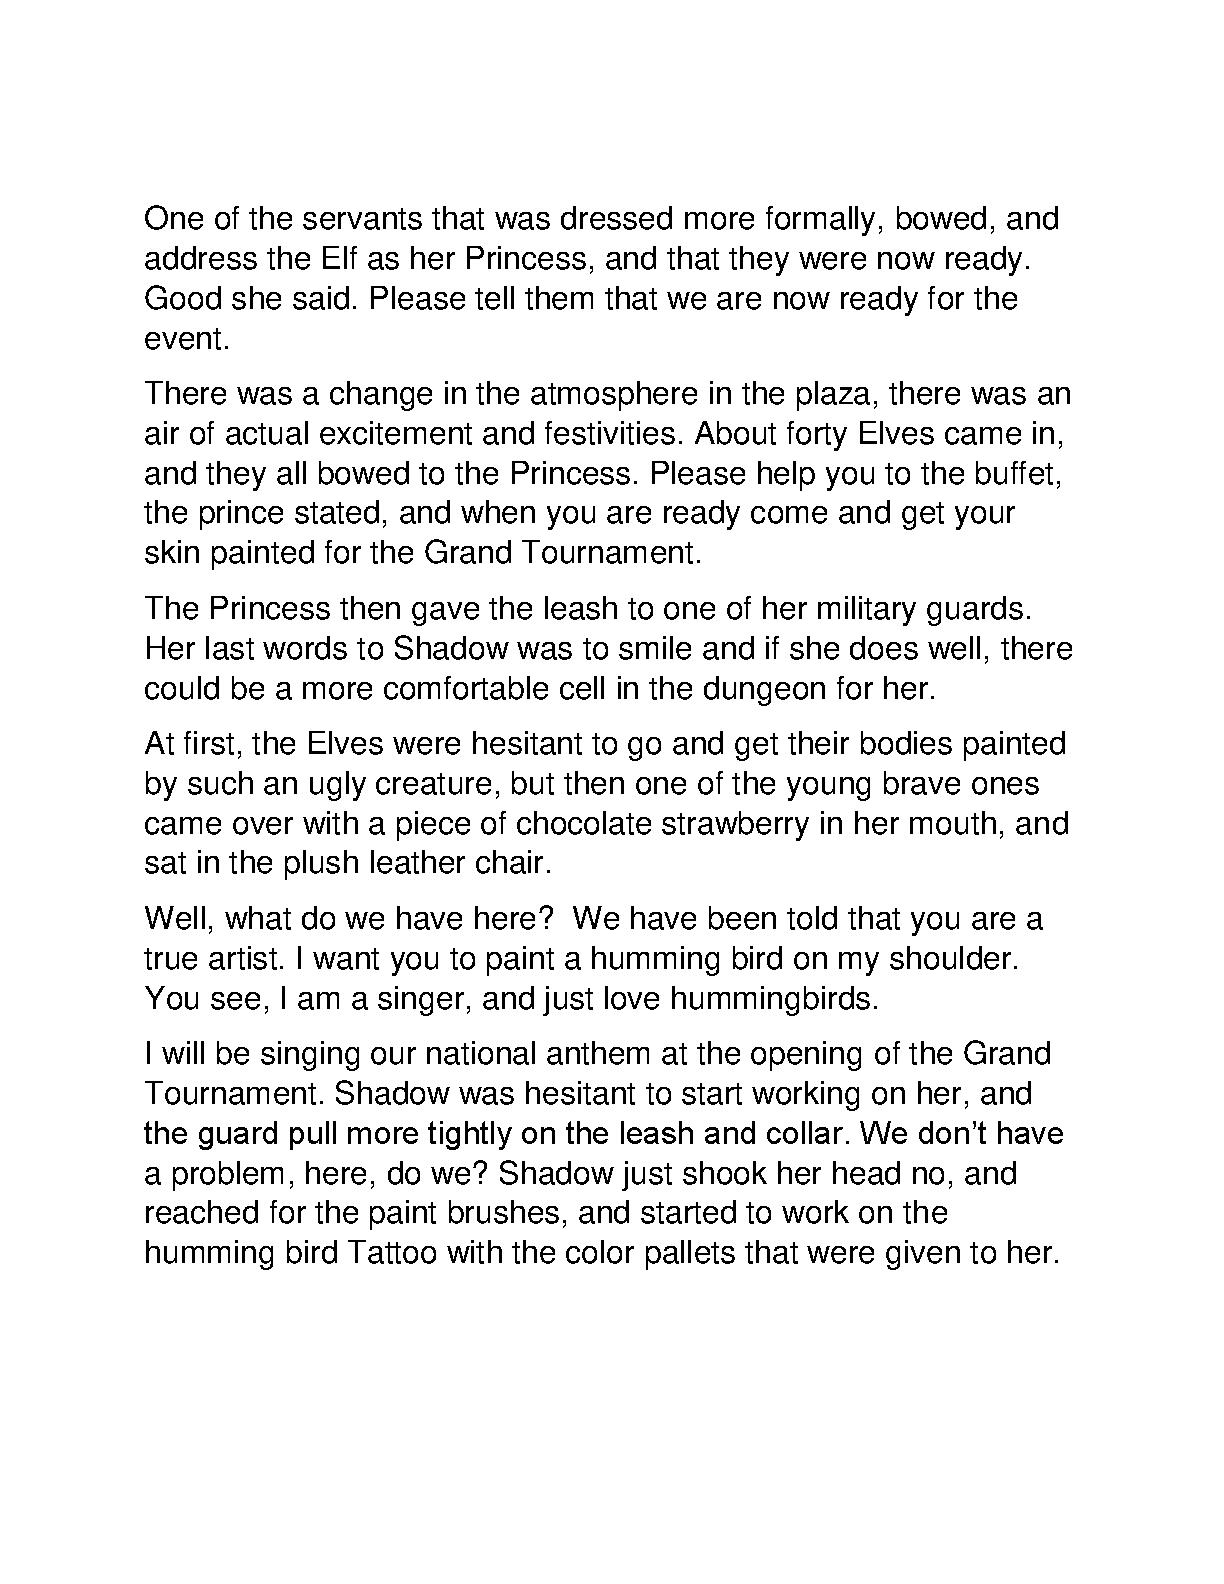 One of the servants that was dressed more formally, bowed, and
address the Elf as her Princess, and that they were now ready.
Good she said. Please tell them that we are now ready for the
event.
There was a change in the atmosphere in the plaza, there was an
air of actual excitement and festivities. About forty Elves came in,
and they all bowed to the Princess. Please help you to the buffet,
the prince stated, and when you are ready come and get your
skin painted for the Grand Tournament.
The Princess then gave the leash to one of her military guards.
Her last words to Shadow was to smile and if she does well, there
could be a more comfortable cell in the dungeon for her.
At first, the Elves were hesitant to go and get their bodies painted
by such an ugly creature, but then one of the young brave ones
came over with a piece of chocolate strawberry in her mouth, and
sat in the plush leather chair.
Well, what do we have here?  We have been told that you are a
true artist. I want you to paint a humming bird on my shoulder.
You see, I am a singer, and just love hummingbirds.
I will be singing our national anthem at the opening of the Grand
Tournament. Shadow was hesitant to start working on her, and
the guard pull more tightly on the leash and collar. We don’t have
a problem, here, do we? Shadow just shook her head no, and
reached for the paint brushes, and started to work on the
humming bird Tattoo with the color pallets that were given to her.